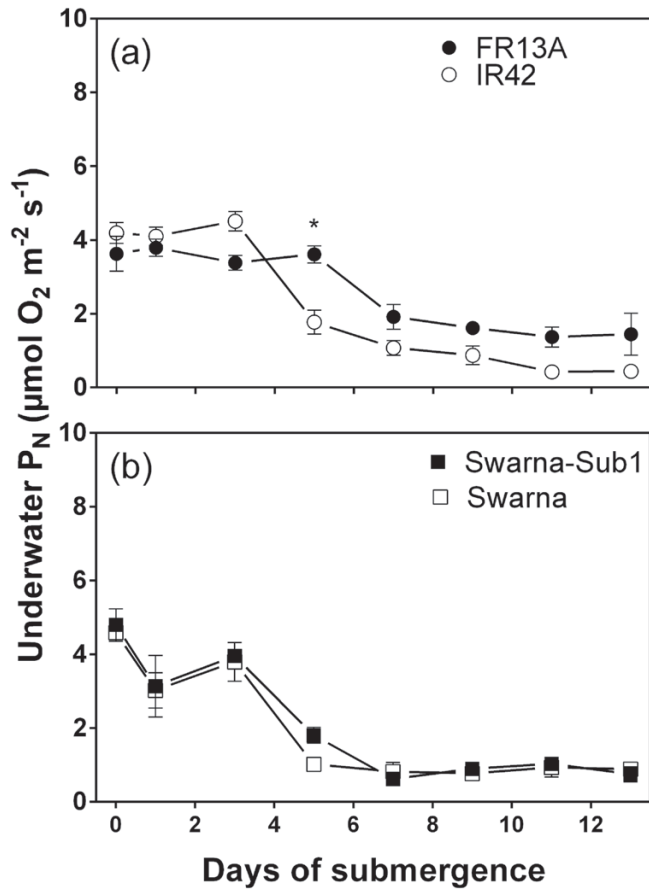 (a)
FR13A
IR42
*
10
8
6
4
2
0
Underwater P_N (µmol O₂ m⁻² s⁻¹)
(b)
Swarna-Sub1
Swarna
10
8
6
4
2
0
0 2 4 6 8 10 12
Days of submergence